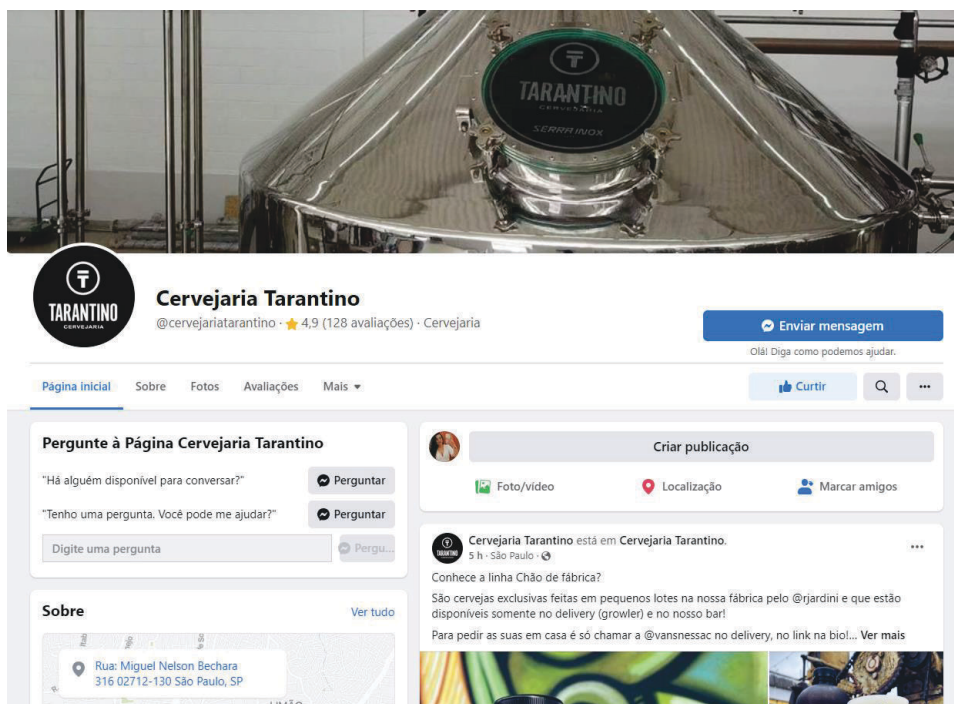 TARANTINO
CERVEJARIA
SERRA INOX
TARANTINO
CERVEJARIA
Cervejaria Tarantino
@cervejariatarantino · 4,9 (128 avaliações) · Cervejaria
Enviar mensagem
Olá! Diga como podemos ajudar.
Página inicial Sobre Fotos Avaliações Mais
Curtir
Pergunte à Página Cervejaria Tarantino
"Há alguém disponível para conversar?" Perguntar
"Tenho uma pergunta. Você pode me ajudar?" Perguntar
Digite uma pergunta Pergu...
Sobre Ver tudo
Rua: Miguel Nelson Bechara
316 02712-130 São Paulo, SP
LIMÃO
Criar publicação
Foto/vídeo Localização Marcar amigos
TARANTINO
Cervejaria Tarantino está em Cervejaria Tarantino.
5 h · São Paulo ·
Conhece a linha Chão de fábrica?
São cervejas exclusivas feitas em pequenos lotes na nossa fábrica pelo @rjardini e que estão
disponíveis somente no delivery (growler) e no nosso bar!
Para pedir as suas em casa é só chamar a @vansnessac no delivery, no link na bio!... Ver mais